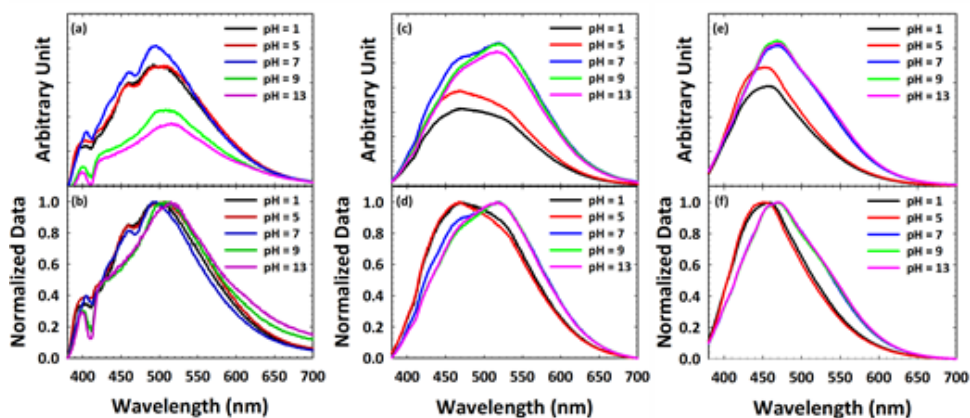 (a)
pH = 1
pH = 5
pH = 7
pH = 9
pH = 13
Arbitrary Unit
(c)
pH = 1
pH = 5
pH = 7
pH = 9
pH = 13
Arbitrary Unit
(e)
pH = 1
pH = 5
pH = 7
pH = 9
pH = 13
Arbitrary Unit
(b)
pH = 1
pH = 5
pH = 7
pH = 9
pH = 13
Normalized Data
1.0
0.8
0.6
0.4
0.2
0.0
400 450 500 550 600 650 700
Wavelength (nm)
(d)
pH = 1
pH = 5
pH = 7
pH = 9
pH = 13
Normalized Data
1.0
0.8
0.6
0.4
0.2
0.0
400 450 500 550 600 650 700
Wavelength (nm)
(f)
pH = 1
pH = 5
pH = 7
pH = 9
pH = 13
Normalized Data
1.0
0.8
0.6
0.4
0.2
0.0
400 450 500 550 600 650 700
Wavelength (nm)